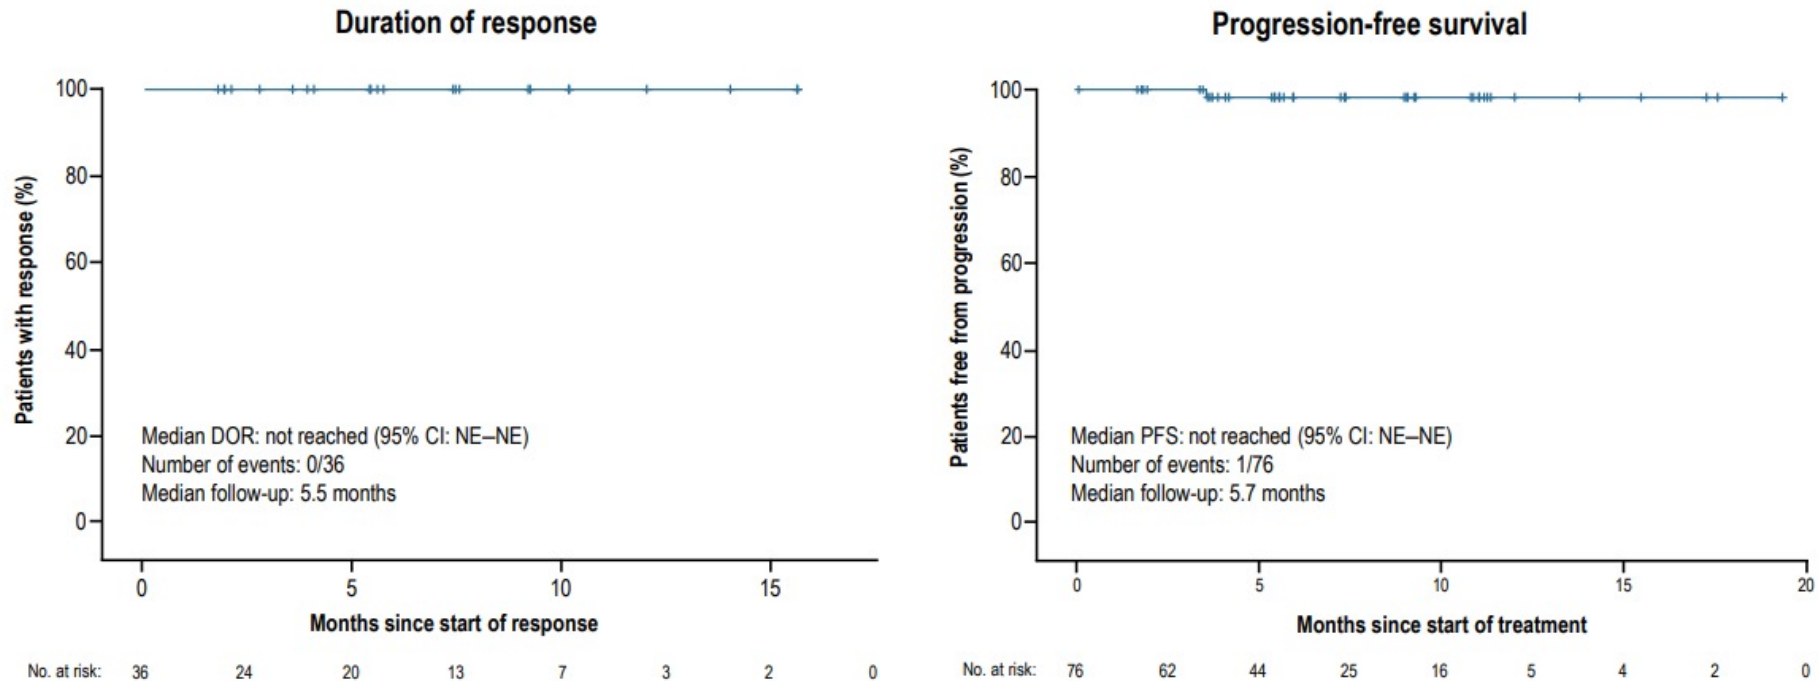 Duration of response
Patients with response (%)
100
80
60
40
20
0
Median DOR: not reached (95% CI: NE–NE)
Number of events: 0/36
Median follow-up: 5.5 months
0 5 10 15
Months since start of response
No. at risk: 36 24 20 13 7 3 2 0
Progression-free survival
Patients free from progression (%)
100
80
60
40
20
0
Median PFS: not reached (95% CI: NE–NE)
Number of events: 1/76
Median follow-up: 5.7 months
0 5 10 15 20
Months since start of treatment
No. at risk: 76 62 44 25 16 5 4 2 0